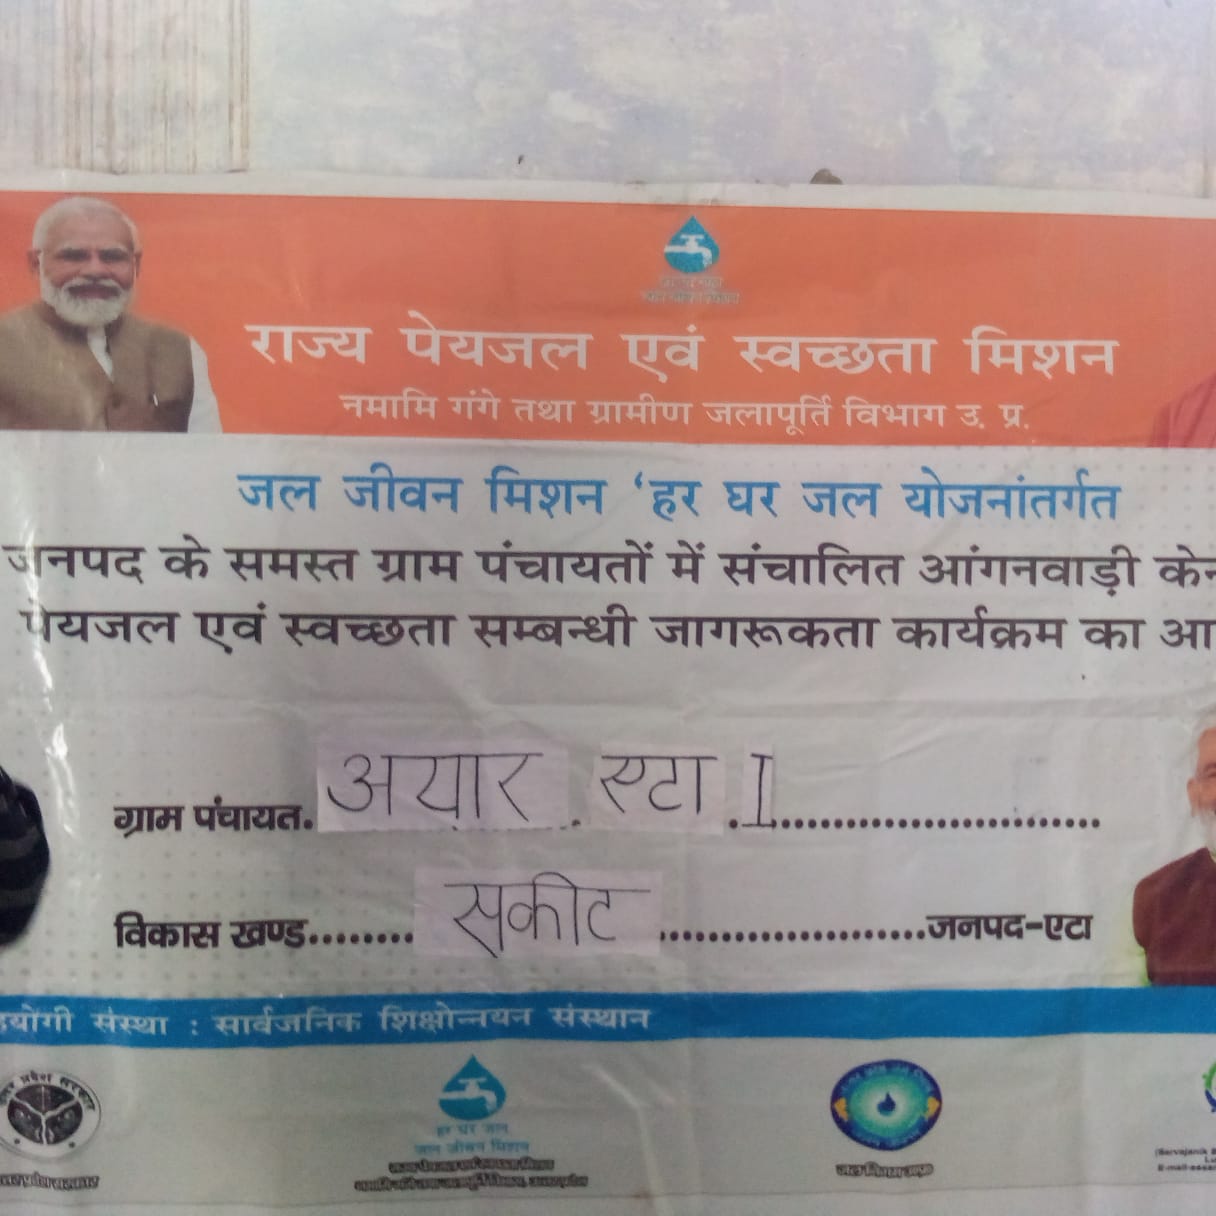 राज्य पेयजल एवं स्वच्छता मिशन
नमामि गंगे तथा ग्रामीण जलापूर्ति विभाग उ. प्र.
जल जीवन मिशन ‘हर घर जल योजनांतर्गत
जनपद के समस्त ग्राम पंचायतों में संचालित आंगनवाड़ी
पेयजल एवं स्वच्छता सम्बन्धी जागरूकता कार्यक्रम का
ग्राम पंचायत. अयार एटा I
विकास खण्ड........ सकीट ........................जनपद-एटा
संस्था : सार्वजनिक शिक्षोन्नयन संस्थान
हर घर जल
जल जीवन मिशन